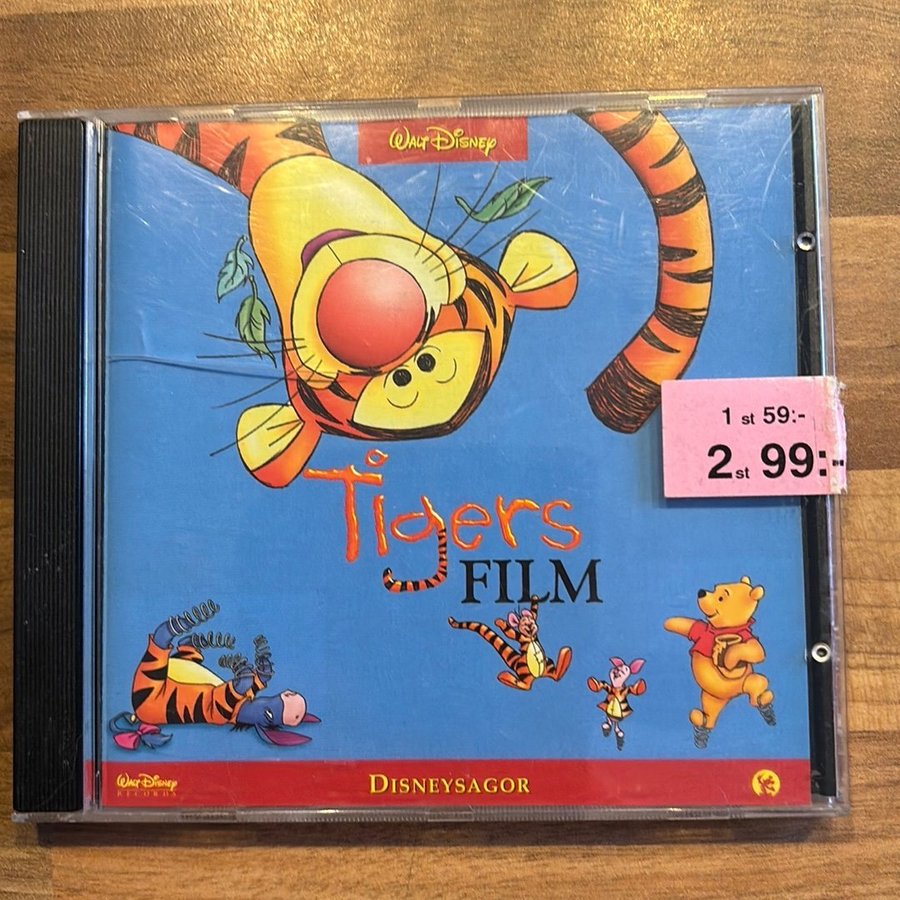 WALT DISNEY
1 st 59:-
2 st 99:-
Tigers
FILM
WALT DISNEY
RECORDS
DISNEYSAGOR